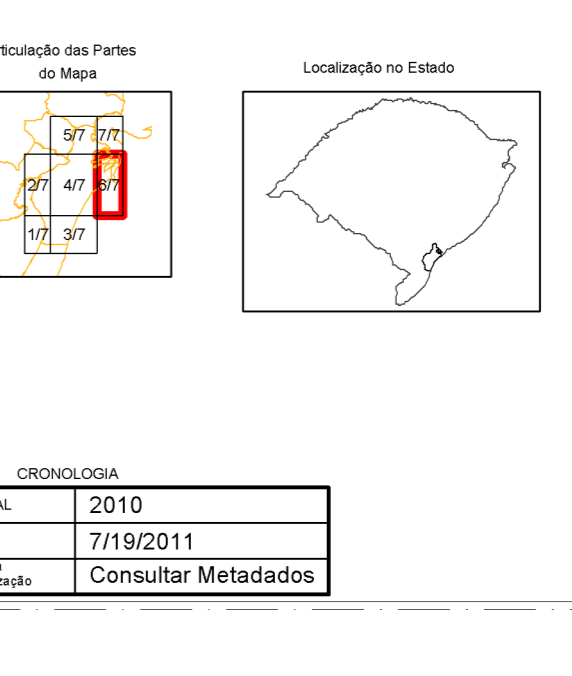 ticulação das Partes
do Mapa
Localização no Estado
5/7 7/7
2/7 4/7 6/7
1/7 3/7
CRONOLOGIA
AL 2010
7/19/2011
zação Consultar Metadados